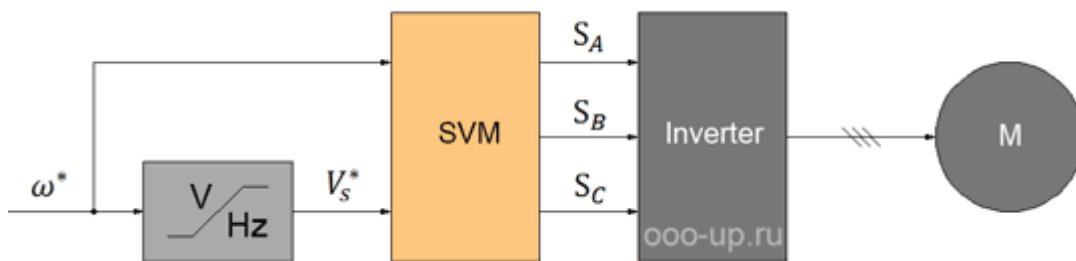 S_A
S_B
S_C
SVM
Inverter
M
ω*
V
Hz
V_s*
ooo-up.ru